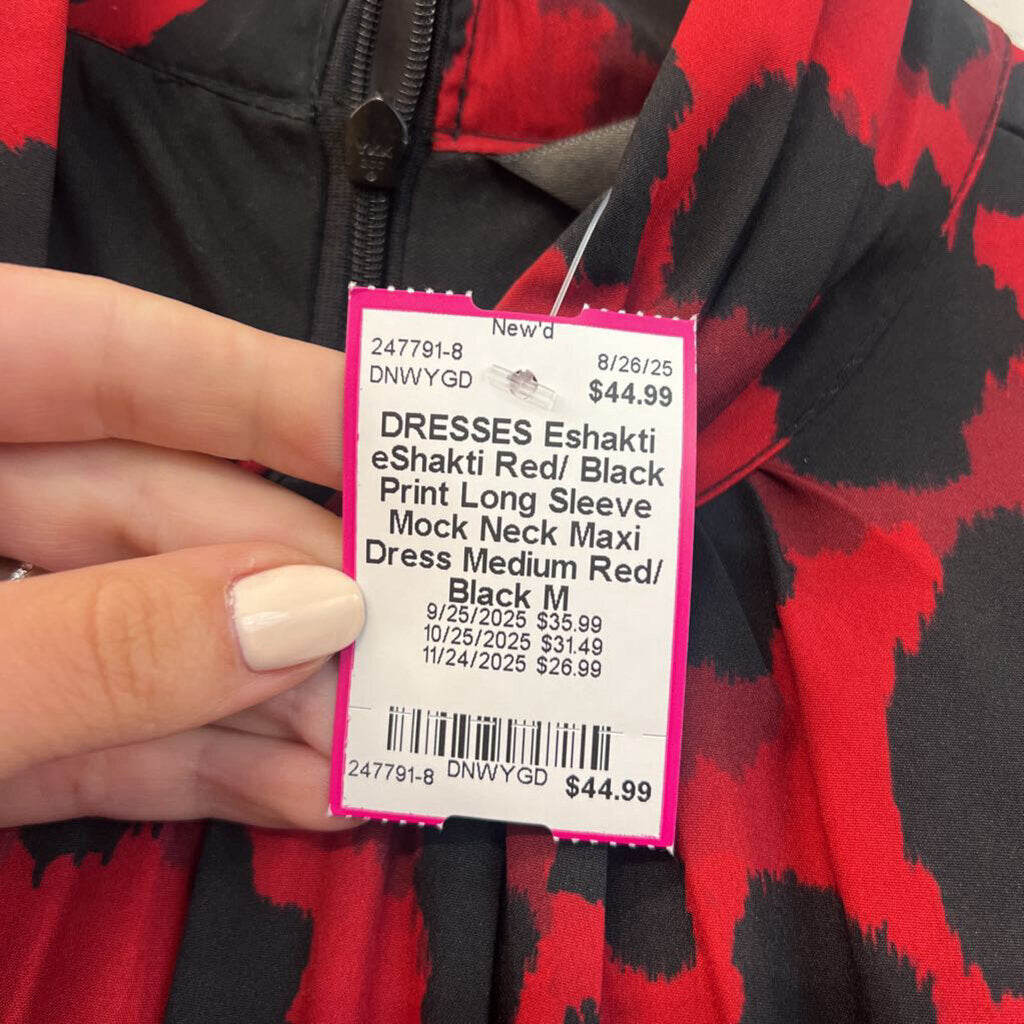 New'd
247791-8 8/26/25
DNWYGD $44.99
DRESSES Eshakti
eShakti Red/ Black
Print Long Sleeve
Mock Neck Maxi
Dress Medium Red/
Black M
9/25/2025 $35.99
10/25/2025 $31.49
11/24/2025 $26.99
247791-8 DNWYGD $44.99